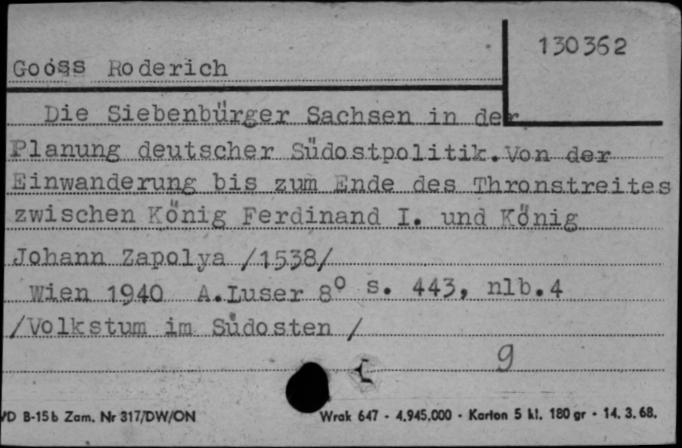 130362
Gooss Roderich
Die Siebenbürger Sachsen in der
Planung deutscher Südostpolitik.Von der
Einwanderung bis zum Ende des Thronstreites
zwischen König Ferdinand I. und König
Johann Zapolya /1538/
Wien 1940 A.Luser 8⁰ s. 443, nlb.4
/Volkstum im Südosten /
9
VD B-15b Zam. Nr 317/DW/ON Wrak 647 - 4.945.000 - Karton 5 kl. 180 gr - 14. 3. 68.